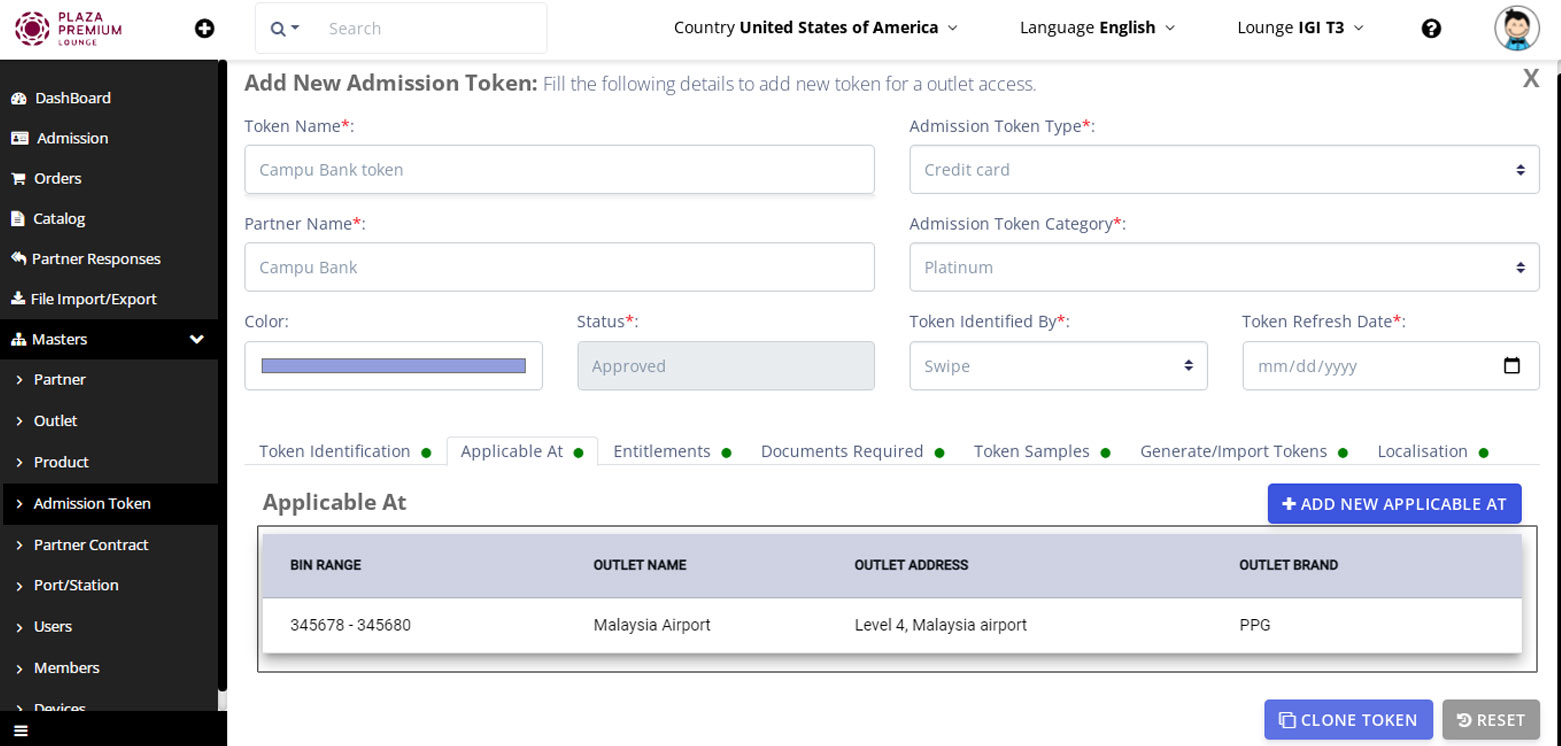 PLAZA
PREMIUM
LOUNGE
Search
Country United States of America
Language English
Lounge IGI T3
DashBoard
Admission
Orders
Catalog
Partner Responses
File Import/Export
Masters
Partner
Outlet
Product
Admission Token
Partner Contract
Port/Station
Users
Members
Devices
Add New Admission Token: Fill the following details to add new token for a outlet access.
X
Token Name*:
Admission Token Type*:
Campu Bank token
Credit card
Partner Name*:
Admission Token Category*:
Campu Bank
Platinum
Color:
Status*:
Token Identified By*:
Token Refresh Date*:
Approved
Swipe
mm/dd/yyyy
Token Identification
Applicable At
Entitlements
Documents Required
Token Samples
Generate/Import Tokens
Localisation
Applicable At
ADD NEW APPLICABLE AT
BIN RANGE
OUTLET NAME
OUTLET ADDRESS
OUTLET BRAND
345678 - 345680
Malaysia Airport
Level 4, Malaysia airport
PPG
CLONE TOKEN
RESET